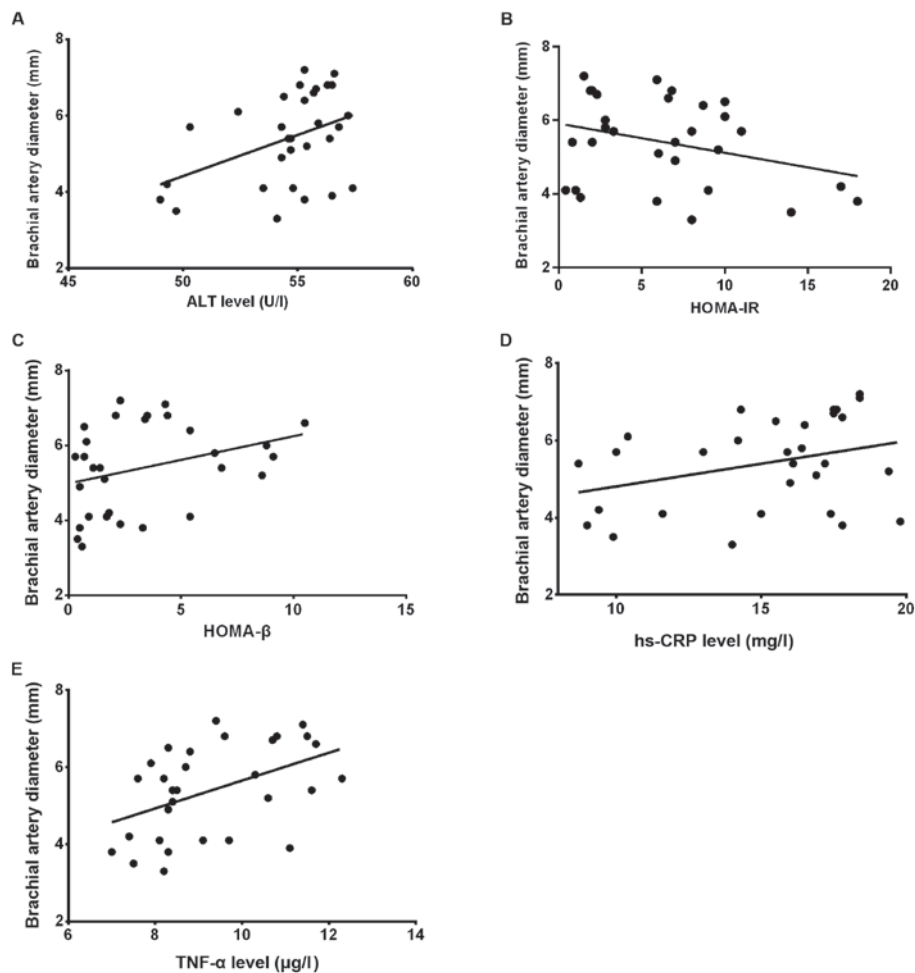 A
Brachial artery diameter (mm)
8
6
4
2
45
50
55
60
ALT level (U/l)
B
Brachial artery diameter (mm)
8
6
4
2
0
5
10
15
20
HOMA-IR
C
Brachial artery diameter (mm)
8
6
4
2
0
5
10
15
HOMA-β
D
Brachial artery diameter (mm)
8
6
4
2
10
15
20
hs-CRP level (mg/l)
E
Brachial artery diameter (mm)
8
6
4
2
6
8
10
12
14
TNF-α level (µg/l)